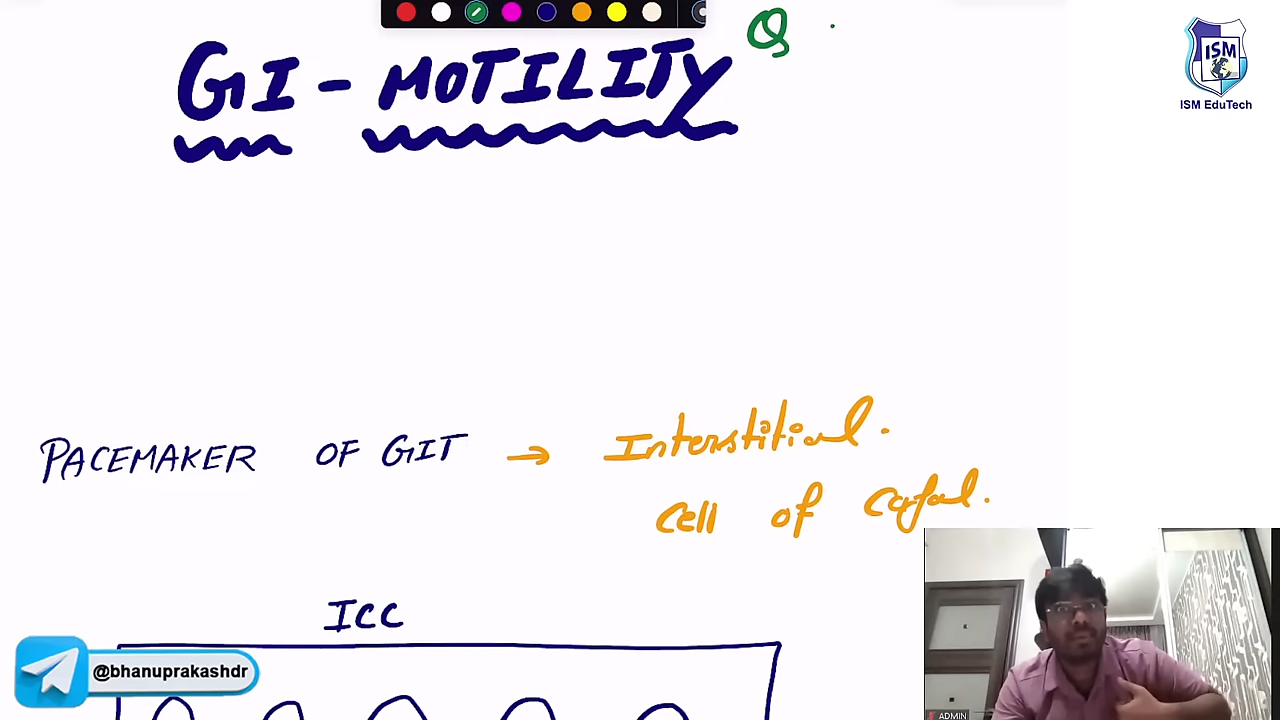 GI - MOTILITY Q
ISM
ISM EduTech
PACEMAKER OF GIT → Interstitial.
cell of Cajal.
ICC
@bhanuprakashdr
ADMIN